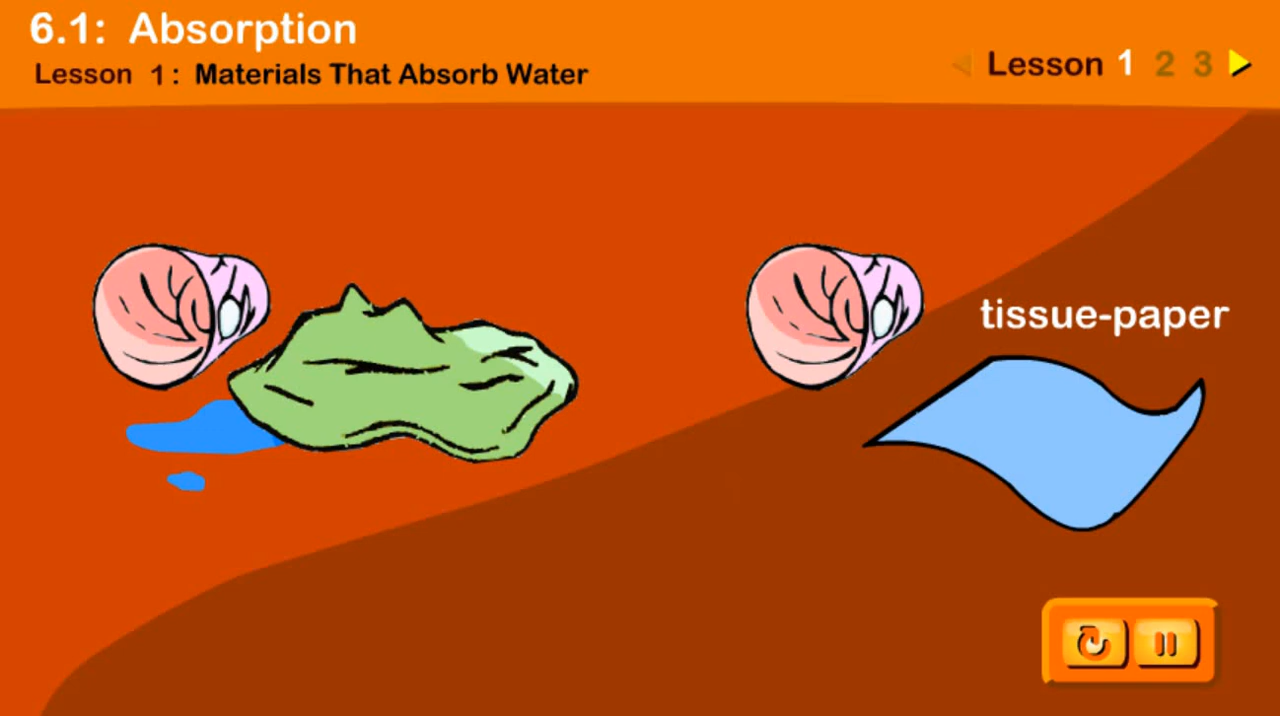 6.1: Absorption
Lesson 1: Materials That Absorb Water
Lesson 1 2 3
tissue-paper